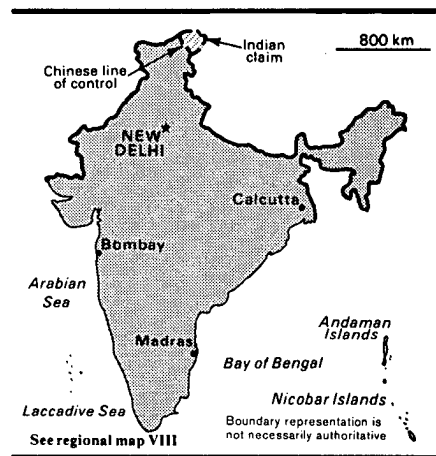 800 km
Indian
claim
Chinese line
of control
NEW
DELHI
Calcutta
Bombay
Arabian
Sea
Madras
Bay of Bengal
Andaman
Islands
Nicobar Islands
Laccadive Sea
See regional map VIII
Boundary representation is
not necessarily authoritative